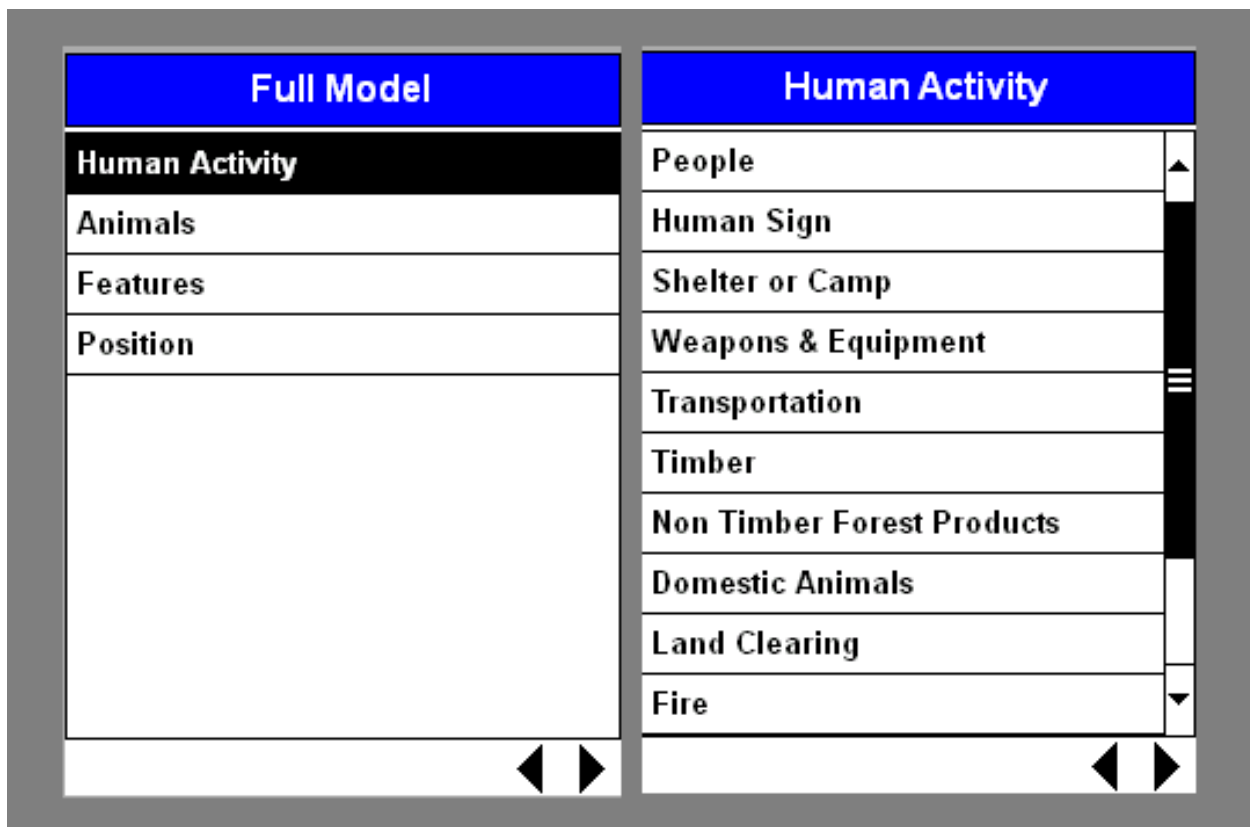 Full Model
Human Activity
Animals
Features
Position
Human Activity
People
Human Sign
Shelter or Camp
Weapons & Equipment
Transportation
Timber
Non Timber Forest Products
Domestic Animals
Land Clearing
Fire